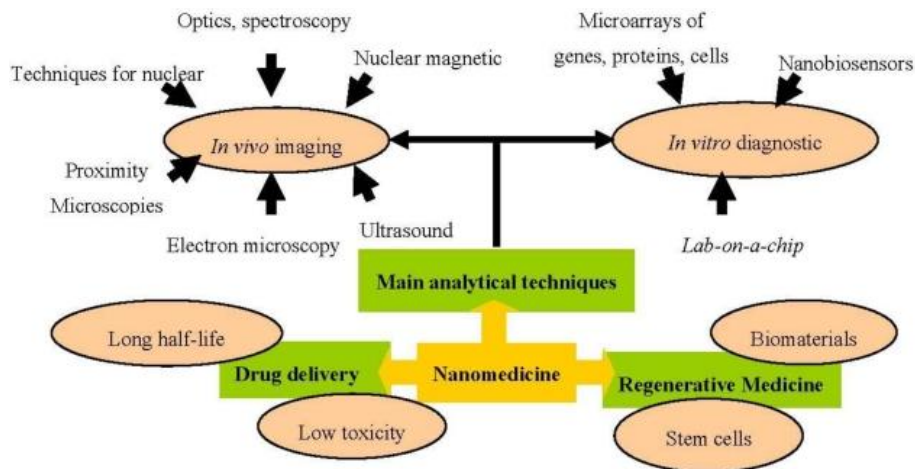 Optics, spectroscopy
Microarrays of
genes, proteins, cells
Nuclear magnetic
Techniques for nuclear
Nanobiosensors
In vivo imaging
In vitro diagnostic
Proximity
Microscopies
Ultrasound
Electron microscopy
Lab-on-a-chip
Main analytical techniques
Long half-life
Biomaterials
Drug delivery
Nanomedicine
Regenerative Medicine
Low toxicity
Stem cells